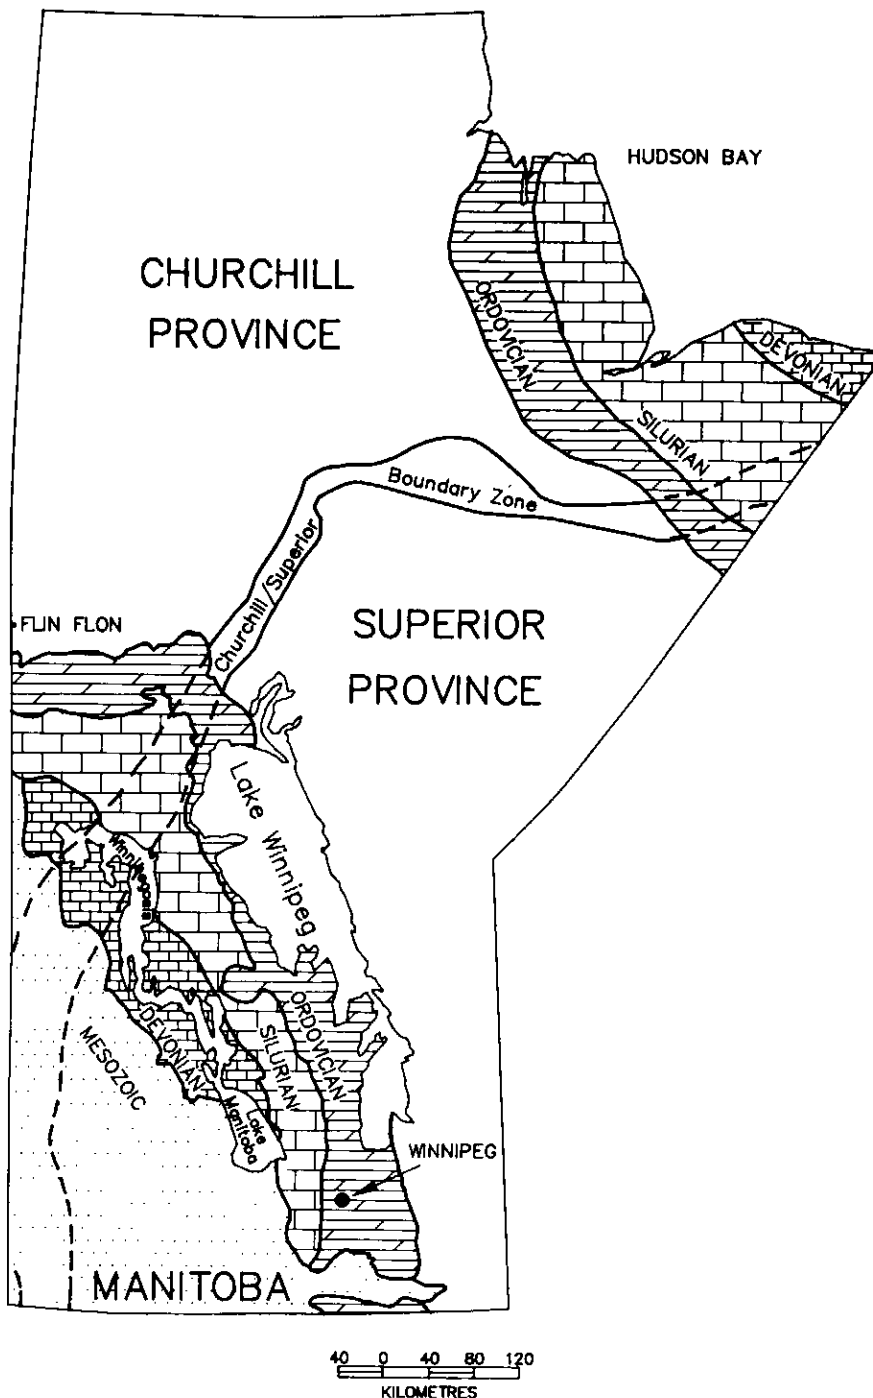 HUDSON BAY
CHURCHILL
PROVINCE
ORDOVICIAN
DEVONIAN
SILURIAN
Boundary Zone
Churchill/Superior
FLIN FLON
SUPERIOR
PROVINCE
Lake Winnipeg
Winnipegosis
ORDOVICIAN
SILURIAN
DEVONIAN
MESOZOIC
Lake
Manitoba
WINNIPEG
MANITOBA
40 0 40 80 120
KILOMETRES